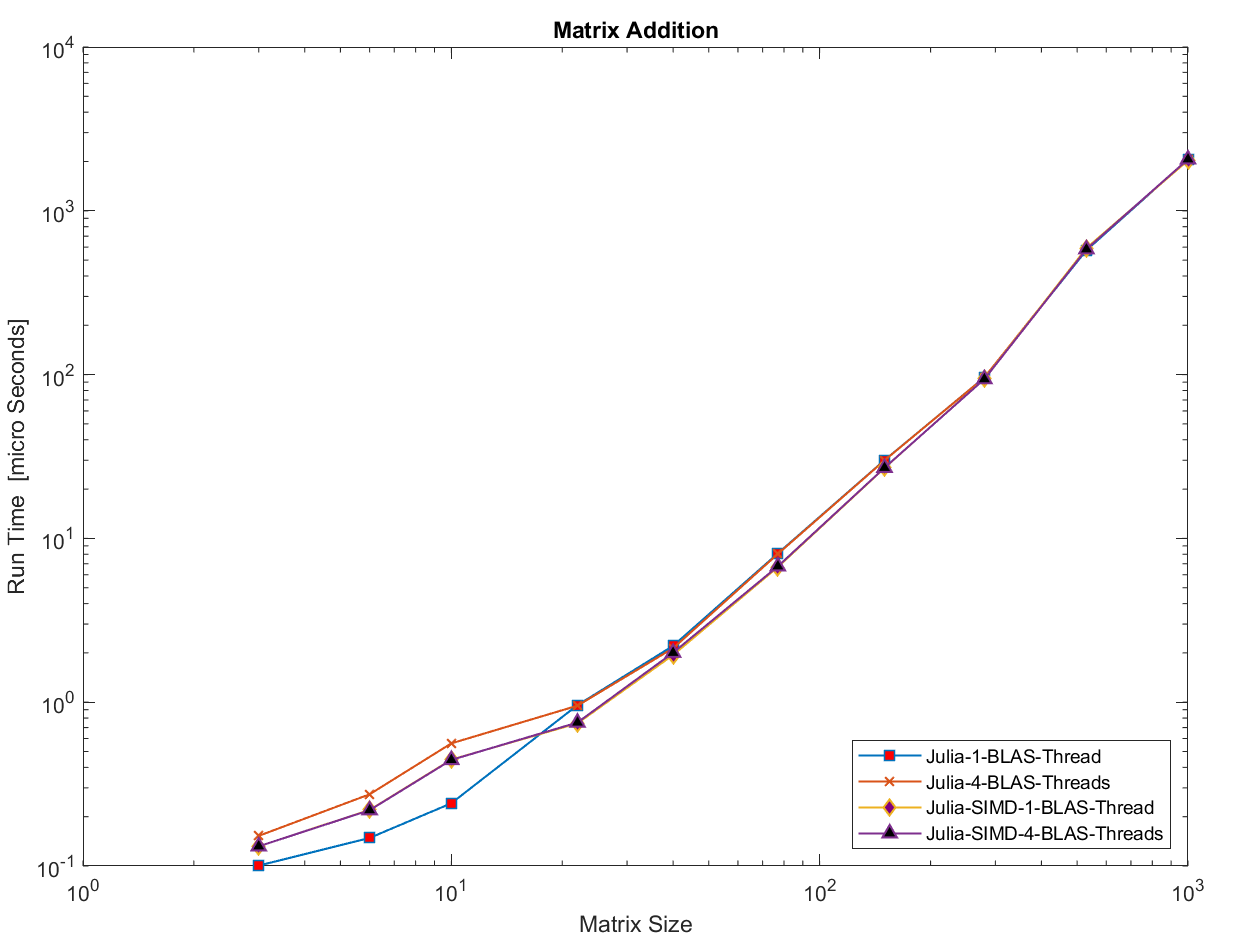 Matrix Addition
10^4
10^3
10^2
10^1
10^0
10^-1
Run Time [micro Seconds]
Julia-1-BLAS-Thread
Julia-4-BLAS-Threads
Julia-SIMD-1-BLAS-Thread
Julia-SIMD-4-BLAS-Threads
10^0 10^1 10^2 10^3
Matrix Size